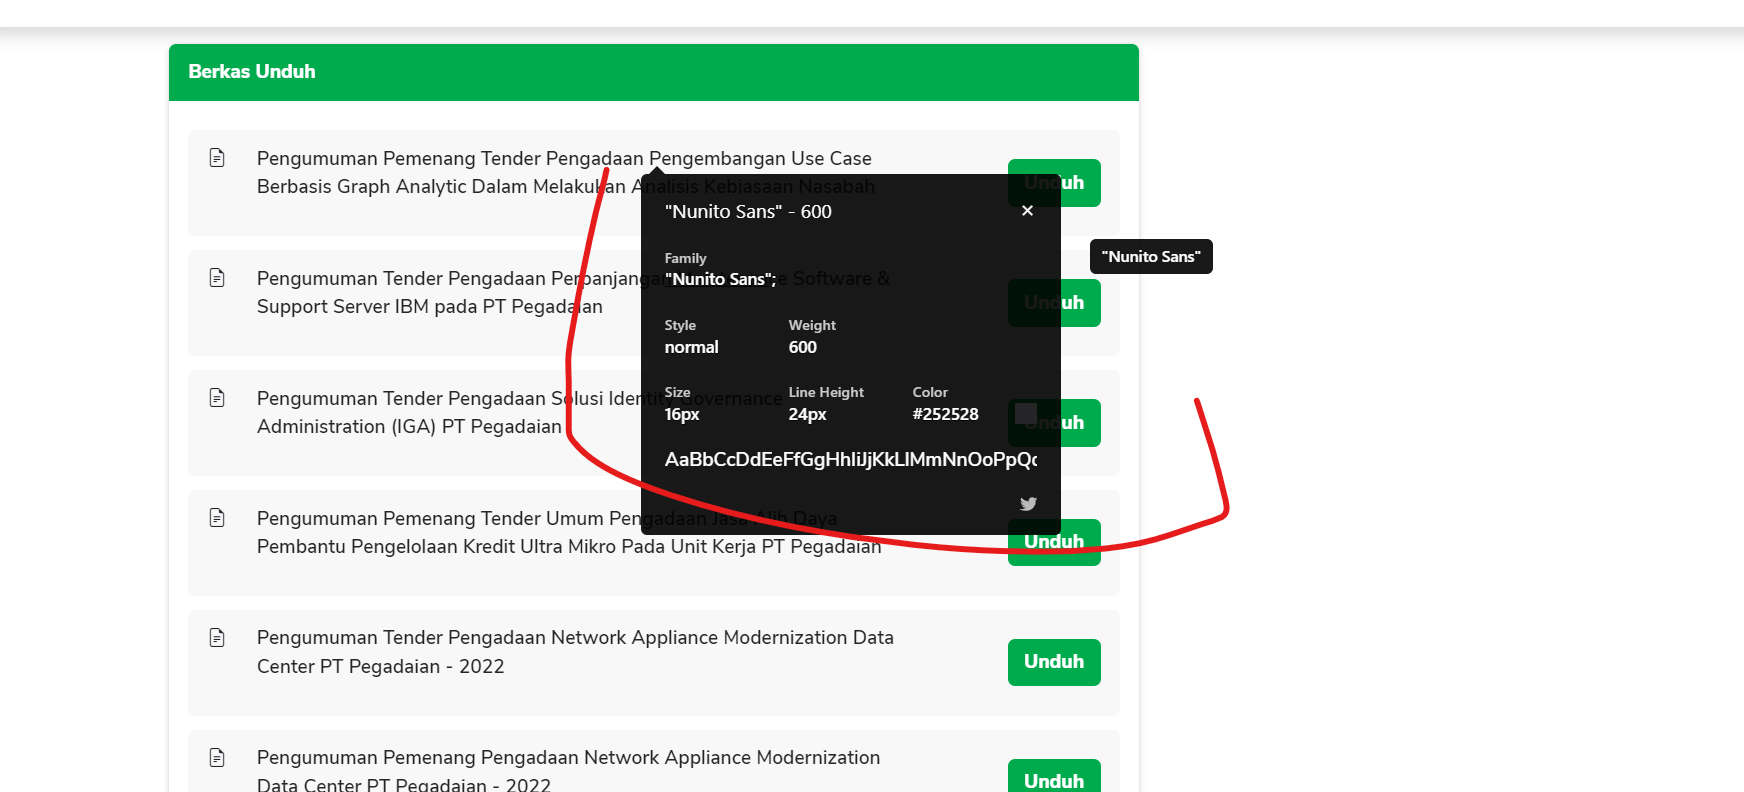 Berkas Unduh
Pengumuman Pemenang Tender Pengadaan Pengembangan Use Case
Berbasis Graph Analytic Dalam Melakukan Analisis Kebiasaan Nasabah
Unduh
"Nunito Sans" - 600
Family
"Nunito Sans";
Style
normal
Weight
600
Size
16px
Line Height
24px
Color
#252528
AaBbCcDdEeFfGgHhIiJjKkLlMmNnOoPpQq
"Nunito Sans"
Pengumuman Tender Pengadaan Perpanjangan Software &
Support Server IBM pada PT Pegadaian
Unduh
Pengumuman Tender Pengadaan Solusi Identity Governance
Administration (IGA) PT Pegadaian
Unduh
Pengumuman Pemenang Tender Umum Pengadaan Jasa Alih Daya
Pembantu Pengelolaan Kredit Ultra Mikro Pada Unit Kerja PT Pegadaian
Unduh
Pengumuman Tender Pengadaan Network Appliance Modernization Data
Center PT Pegadaian - 2022
Unduh
Pengumuman Pemenang Pengadaan Network Appliance Modernization
Data Center PT Pegadaian - 2022
Unduh